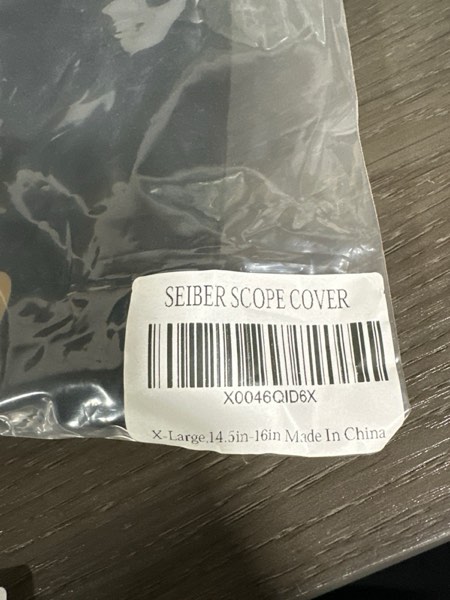 SEIBER SCOPE COVER
X0046QID6X
X-Large,14.5in-16in Made In China